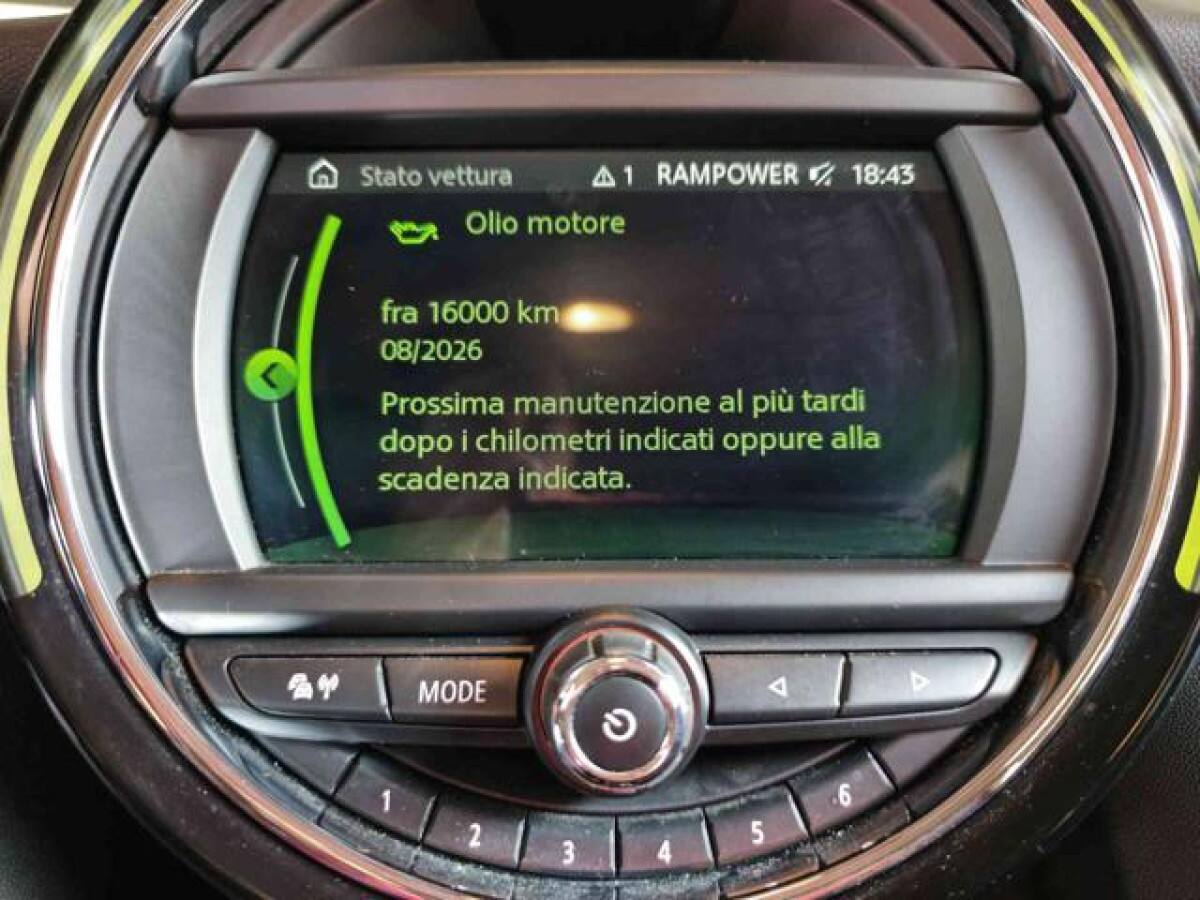 Stato vettura 1 RAMPOWER 18:43
Olio motore
fra 16000 km
08/2026
Prossima manutenzione al più tardi
dopo i chilometri indicati oppure alla
scadenza indicata.
MODE
1 2 3 4 5 6